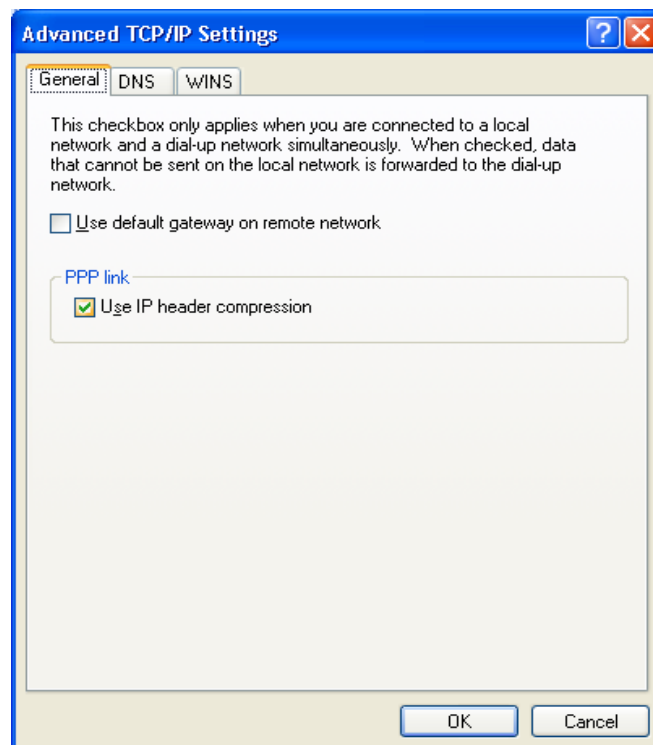 Advanced TCP/IP Settings
General DNS WINS
This checkbox only applies when you are connected to a local
network and a dial-up network simultaneously. When checked, data
that cannot be sent on the local network is forwarded to the dial-up
network.
Use default gateway on remote network
PPP link
Use IP header compression
OK Cancel